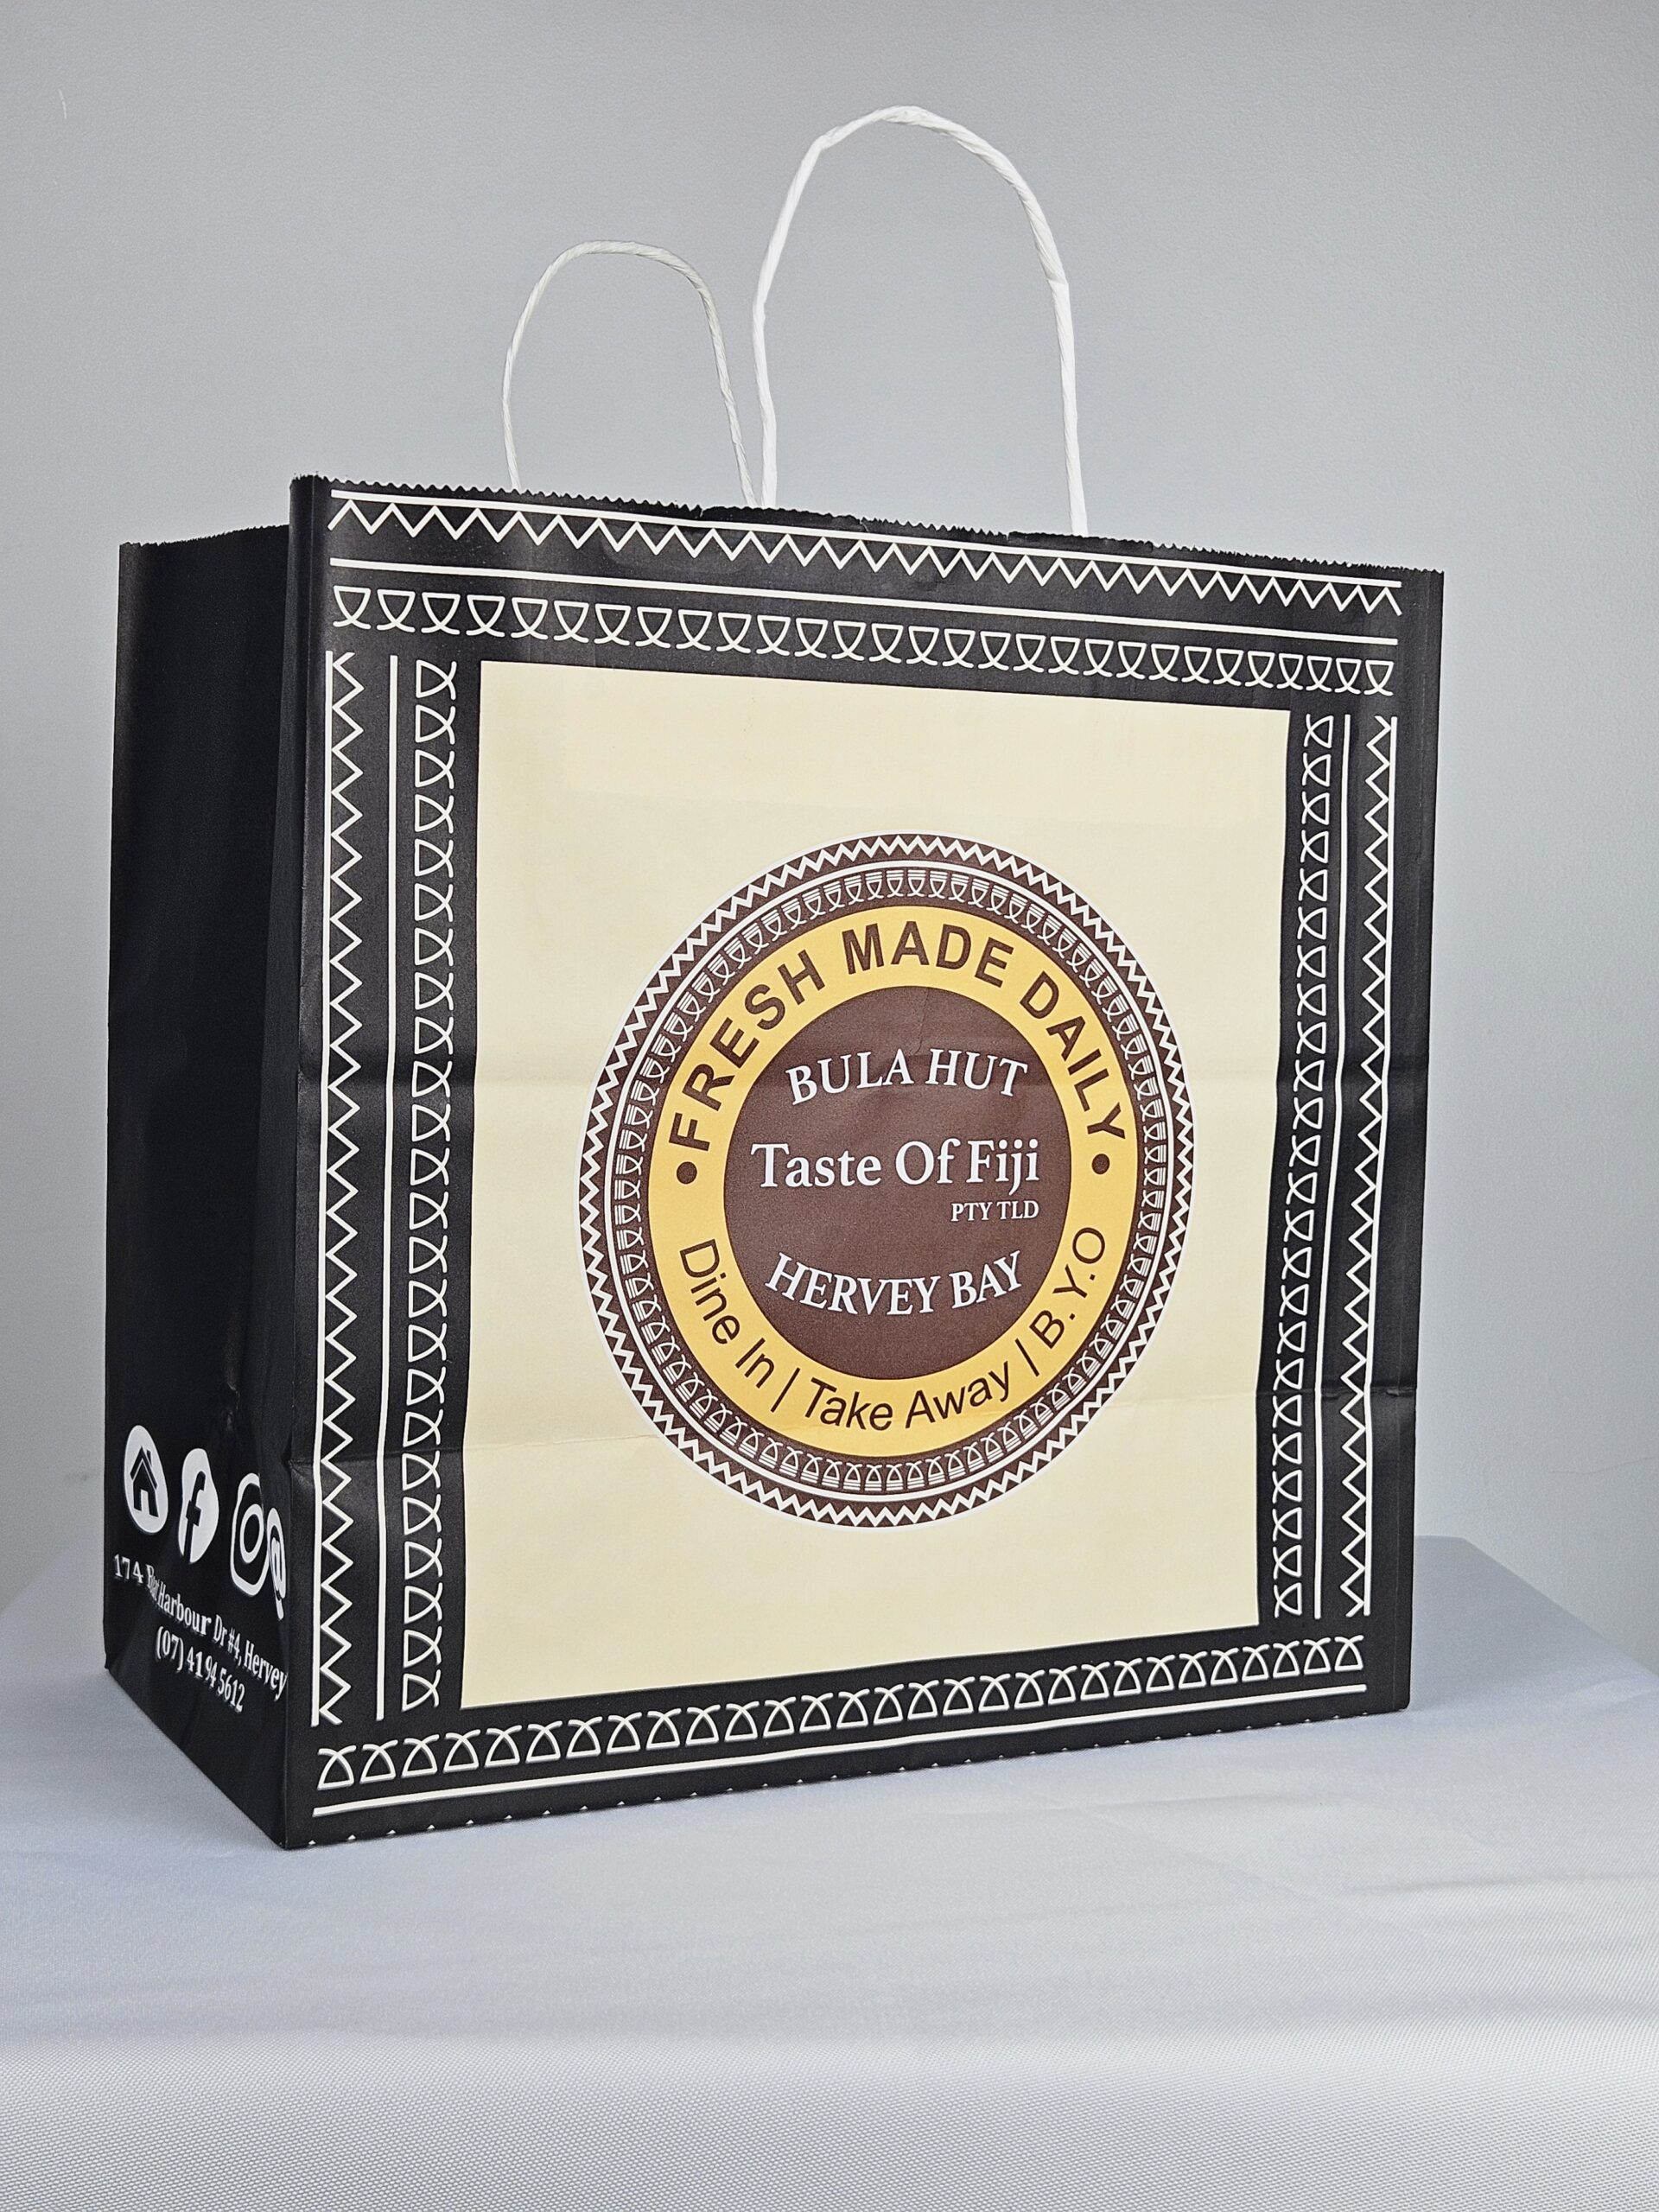 FRESH MADE DAILY
BULA HUT
Taste Of Fiji
PTY TLD
HERVEY BAY
Dine In | Take Away | B.Y.O
174 Boat Harbour Dr #4, Hervey
(07) 4194 5612